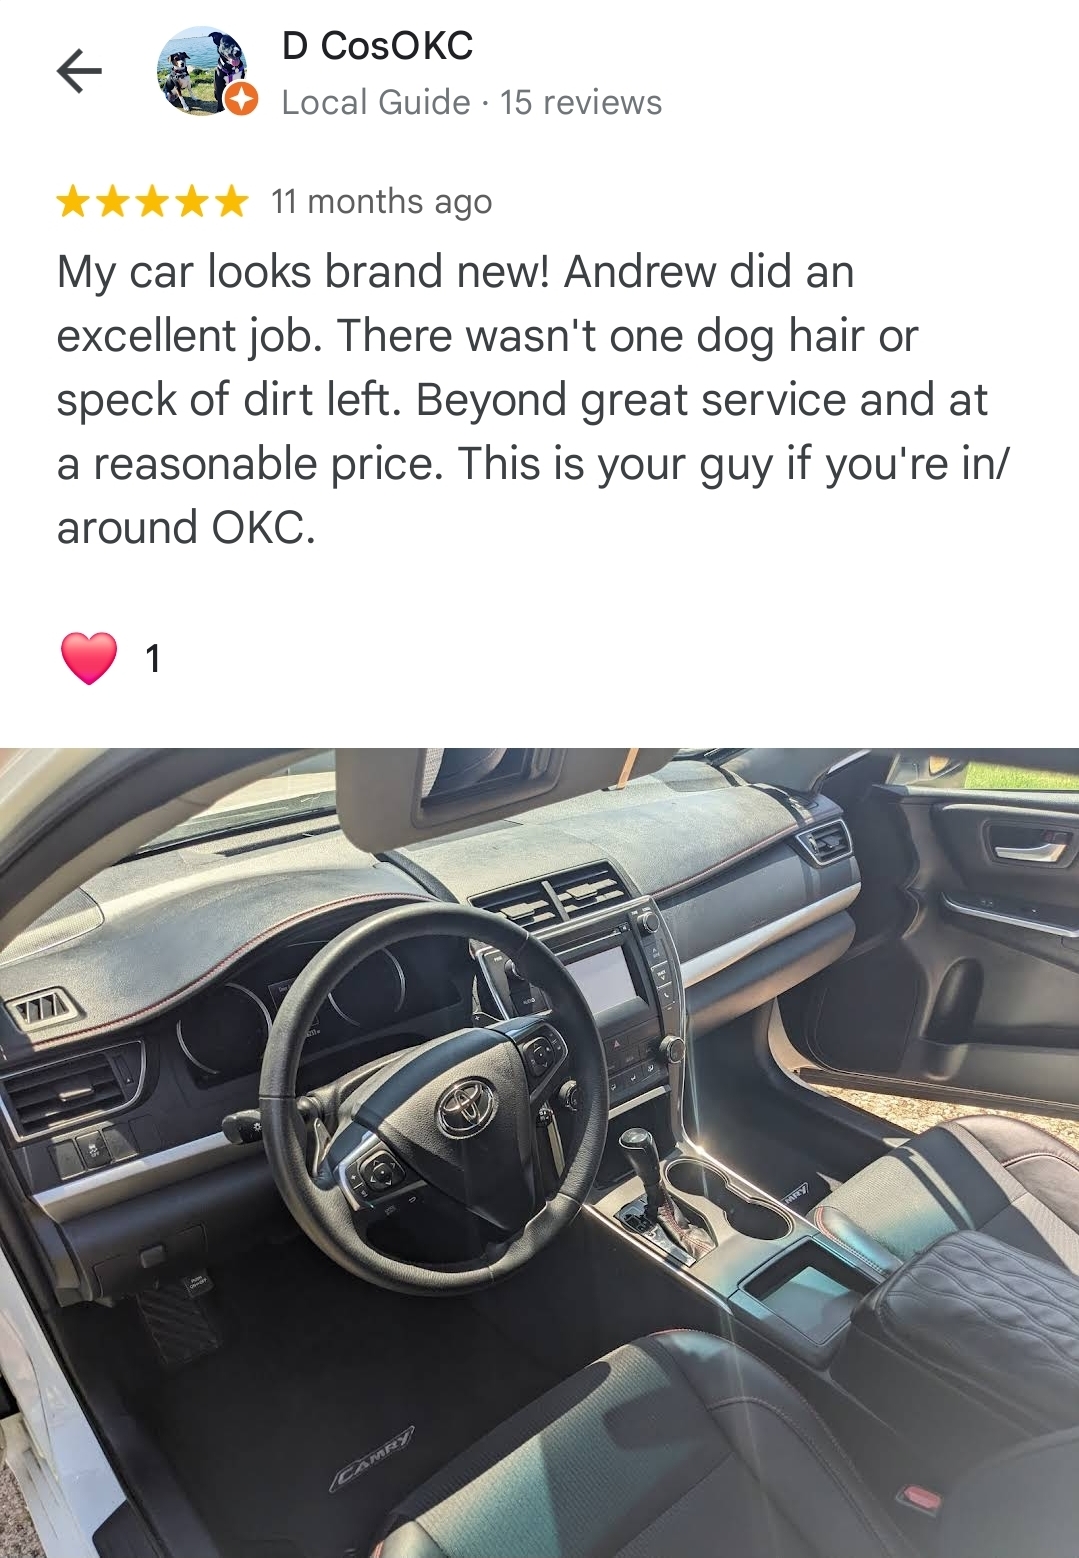 D CosOKC
Local Guide · 15 reviews
11 months ago
My car looks brand new! Andrew did an
excellent job. There wasn't one dog hair or
speck of dirt left. Beyond great service and at
a reasonable price. This is your guy if you're in/
around OKC.
1
CAMRY